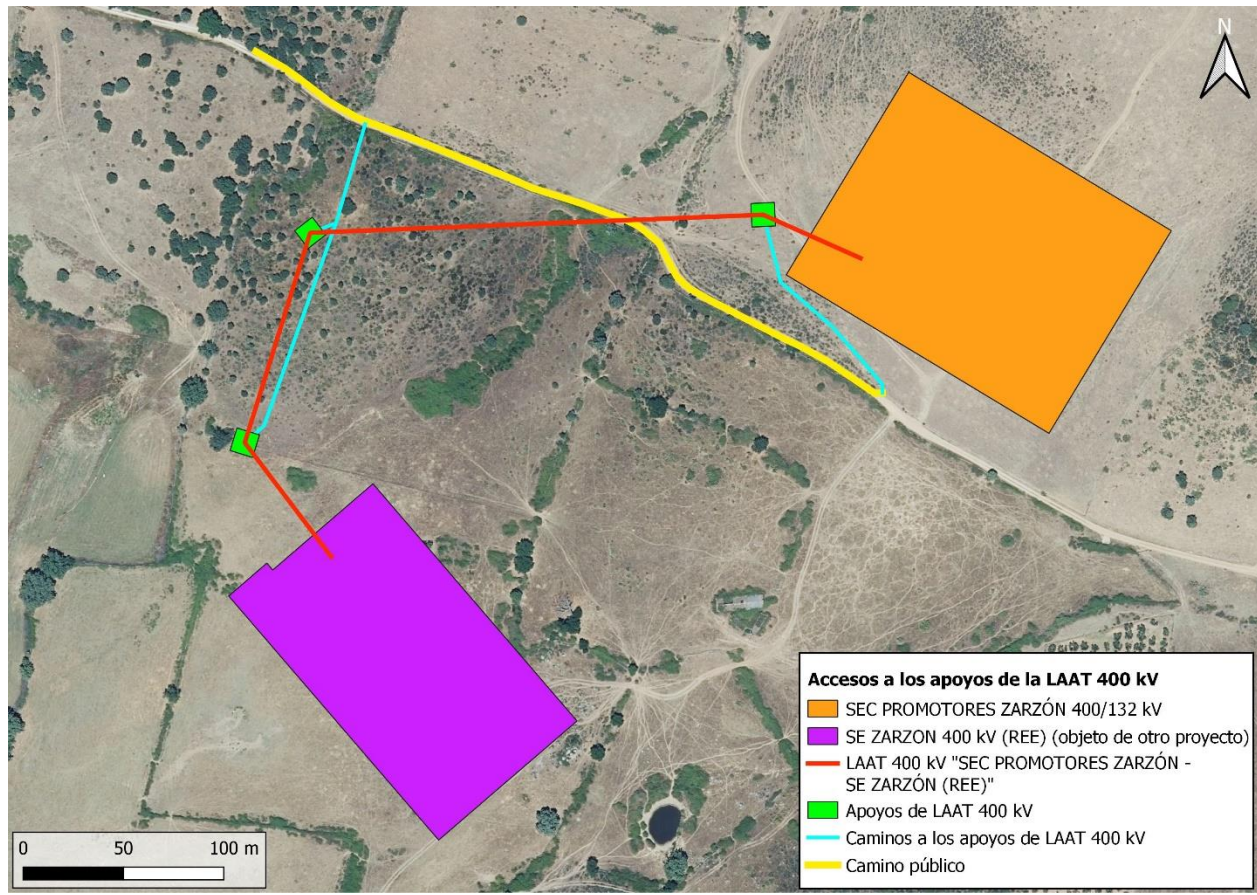 N
Accesos a los apoyos de la LAAT 400 kV
SEC PROMOTORES ZARZÓN 400/132 kV
SE ZARZON 400 kV (REE) (objeto de otro proyecto)
LAAT 400 kV "SEC PROMOTORES ZARZÓN -
SE ZARZÓN (REE)"
Apoyos de LAAT 400 kV
Caminos a los apoyos de LAAT 400 kV
Camino público
0 50 100 m